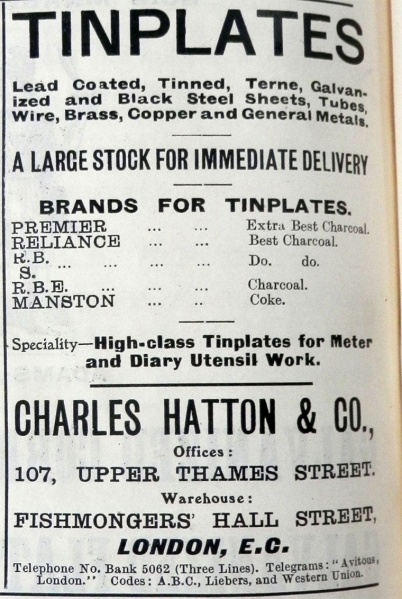 TINPLATES
Lead Coated, Tinned, Terne, Galvan-
ized and Black Steel Sheets, Tubes,
Wire, Brass, Copper and General Metals.
A LARGE STOCK FOR IMMEDIATE DELIVERY
BRANDS FOR TINPLATES.
PREMIER ... ... Extra Best Charcoal.
RELIANCE ... ... Best Charcoal.
R.B. ... ... ... Do. do.
S.
R.B.E. ... ... Charcoal.
MANSTON ... .. Coke.
Speciality—High-class Tinplates for Meter
and Diary Utensil Work.
CHARLES HATTON & CO.,
Offices:
107, UPPER THAMES STREET.
Warehouse:
FISHMONGERS' HALL STREET,
LONDON, E.C.
Telephone No. Bank 5062 (Three Lines). Telegrams: "Avitous,
London." Codes: A.B.C., Liebers, and Western Union.